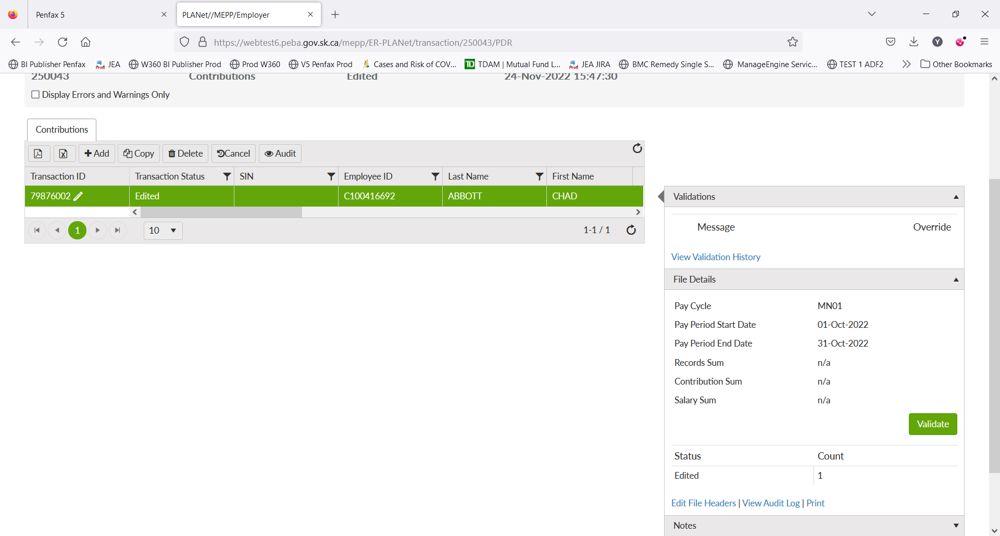 Penfax 5
PLANet//MEPP/Employer
https://webtest6.peba.gov.sk.ca/mepp/ER-PLANet/transaction/250043/PDR
Y
BI Publisher Penfax
Prod JEA
W360 BI Publisher Prod
Prod W360
V5 Penfax Prod
Cases and Risk of COV...
TD TDAM | Mutual Fund L...
Prod JEA JIRA
BMC Remedy Single S...
ManageEngine Servic...
TEST 1 ADF2
Other Bookmarks
250043 Contributions Edited 24-Nov-2022 15:47:30
Display Errors and Warnings Only
Contributions
Add Copy Delete Cancel Audit
Transaction ID Transaction Status SIN Employee ID Last Name First Name
79876002 Edited C100416692 ABBOTT CHAD
1 10 1-1 / 1
Validations
Message Override
View Validation History
File Details
Pay Cycle MN01
Pay Period Start Date 01-Oct-2022
Pay Period End Date 31-Oct-2022
Records Sum n/a
Contribution Sum n/a
Salary Sum n/a
Validate
Status Count
Edited 1
Edit File Headers | View Audit Log | Print
Notes